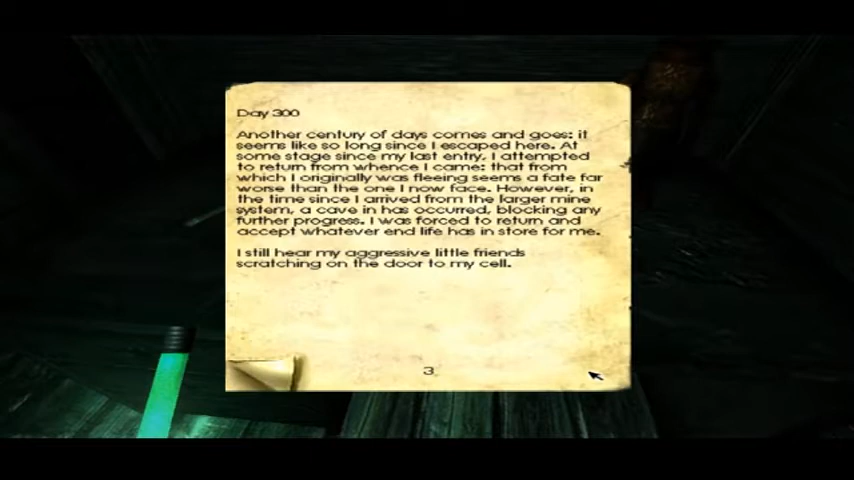 Day 300
Another century of days comes and goes: it
seems like so long since I escaped here. At
some stage since my last entry, I attempted
to return from whence I came: that from
which I originally was fleeing seems a fate far
worse than the one I now face. However, in
the time since I arrived from the larger mine
system, a cave in has occurred, blocking any
further progress. I was forced to return and
accept whatever end life has in store for me.
I still hear my aggressive little friends
scratching on the door to my cell.
3